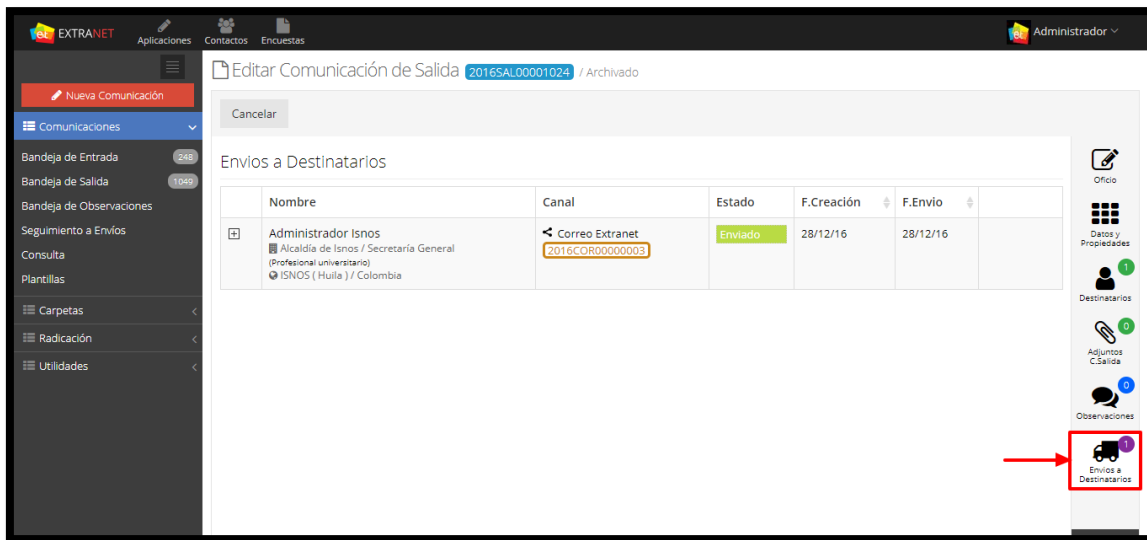 EXTRANET
Aplicaciones
Contactos
Encuestas
Administrador
Nueva Comunicación
Comunicaciones
Bandeja de Entrada 248
Bandeja de Salida 1049
Bandeja de Observaciones
Seguimiento a Envíos
Consulta
Plantillas
Carpetas
Radicación
Utilidades
Editar Comunicación de Salida 2016SAL00001024 / Archivado
Cancelar
Envios a Destinatarios
Nombre Canal Estado F.Creación F.Envio
Administrador Isnos Correo Extranet Enviado 28/12/16 28/12/16
Alcaldía de Isnos / Secretaría General 2016COR00000003
(Profesional universitario)
ISNOS ( Huila ) / Colombia
Oficio
Datos y
Propiedades
1
Destinatarios
0
Adjuntos
C.Salida
0
Observaciones
1
Envios a
Destinatarios